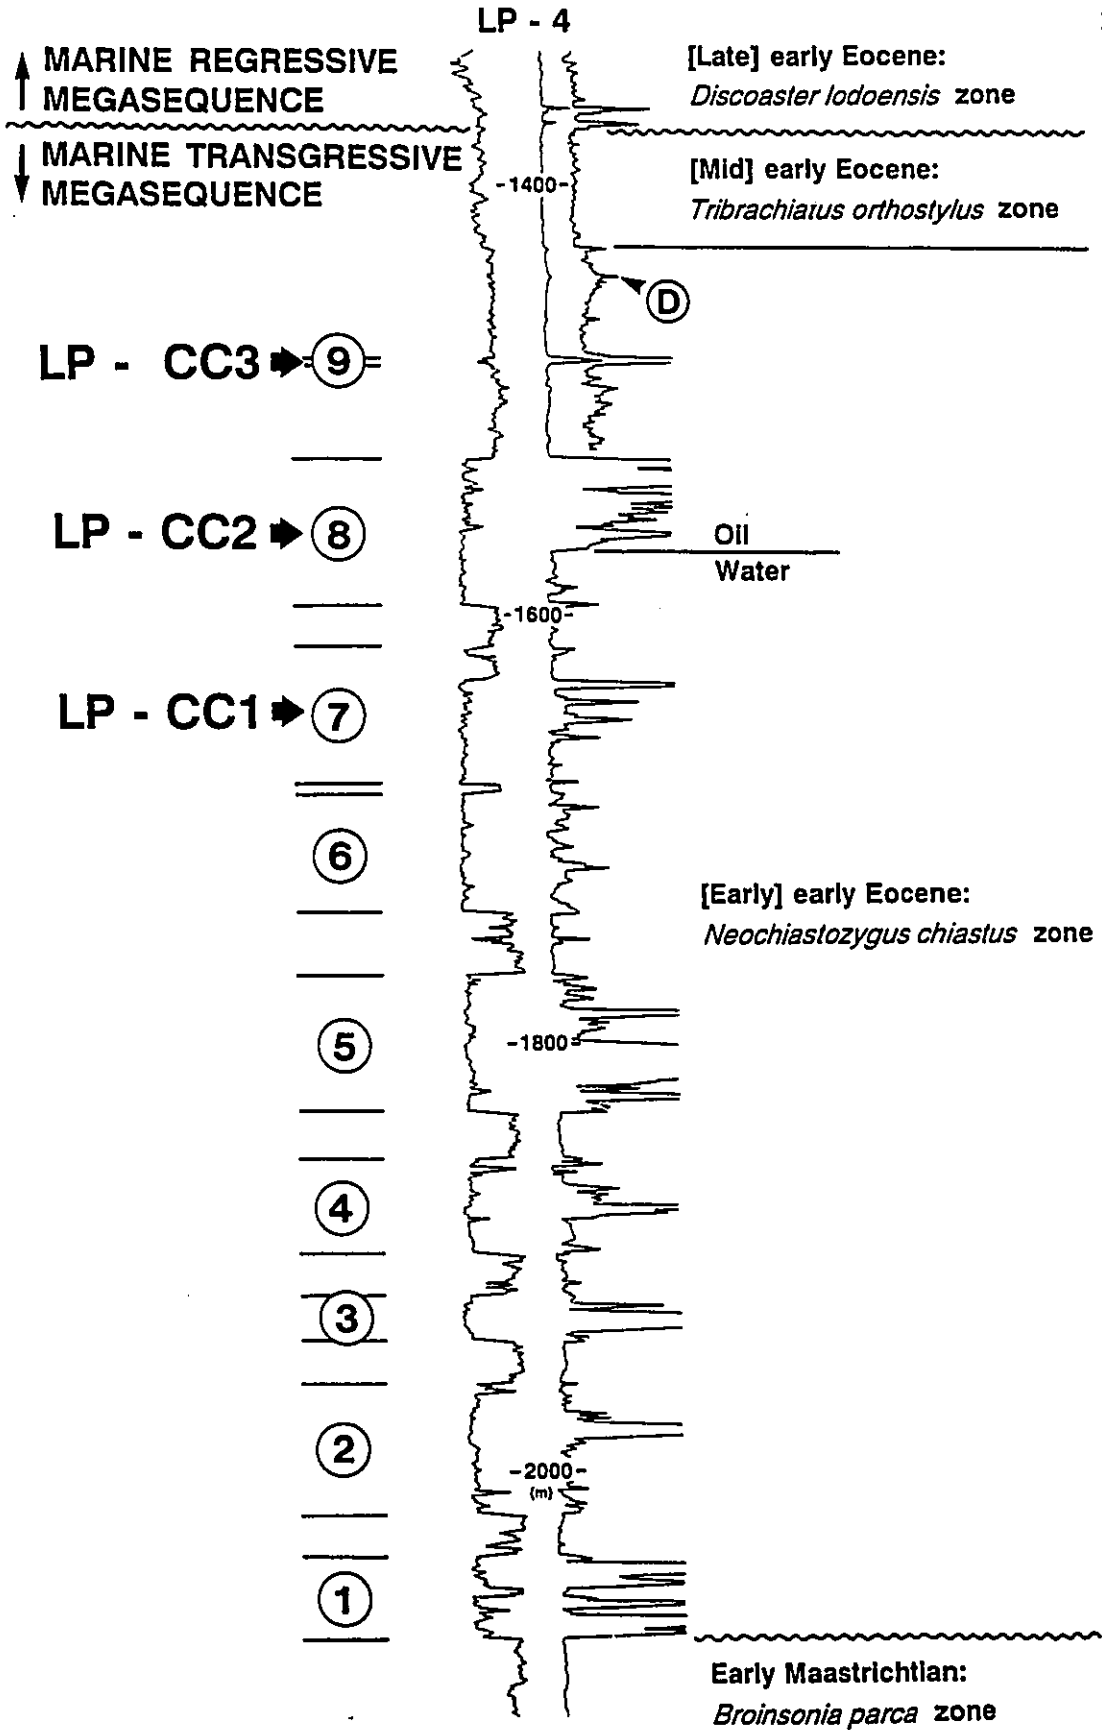 LP - 4
MARINE REGRESSIVE
MEGASEQUENCE
[Late] early Eocene:
Discoaster lodoensis zone
MARINE TRANSGRESSIVE
MEGASEQUENCE
-1400-
[Mid] early Eocene:
Tribrachiatus orthostylus zone
D
LP - CC3
9
LP - CC2
8
Oil
Water
-1600-
LP - CC1
7
6
[Early] early Eocene:
Neochiastozygus chiastus zone
5
-1800-
4
3
2
-2000-
(m)
1
Early Maastrichtian:
Broinsonia parca zone